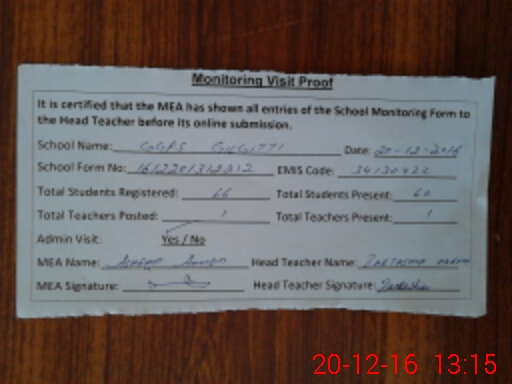 Monitoring Visit Proof
It is certified that the MEA has shown all entries of the School Monitoring Form to
the Head Teacher before its online submission.
School Name: GGPS Date: 20-12-2016
School Form No: EMIS Code:
Total Students Registered: 66 Total Students Present: 60
Total Teachers Posted: 1 Total Teachers Present: 1
Admin Visit: Yes / No
MEA Name: Head Teacher Name:
MEA Signature: Head Teacher Signature:
20-12-16 13:15